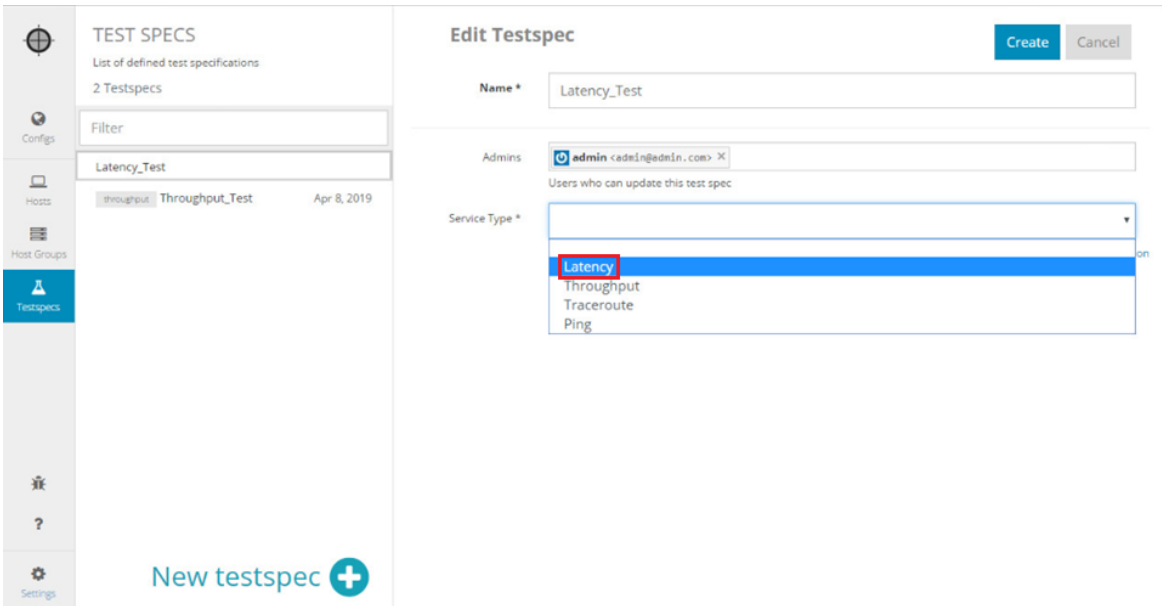 Configs
Hosts
Host Groups
Testspecs
?
Settings
TEST SPECS
List of defined test specifications
2 Testspecs
Filter
Latency_Test
throughput Throughput_Test Apr 8, 2019
New testspec
Edit Testspec
Create Cancel
Name * Latency_Test
Admins admin <admin@admin.com> ×
Users who can update this test spec
Service Type *
on
Latency
Throughput
Traceroute
Ping